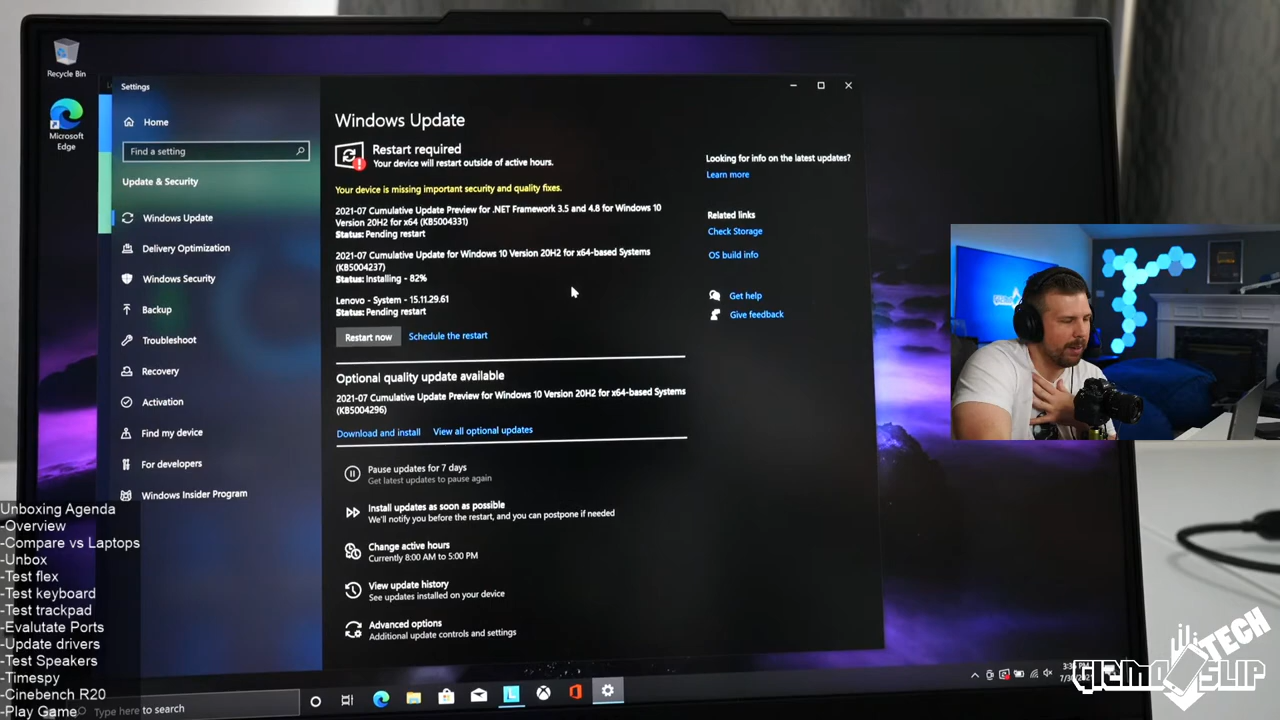 Recycle Bin
Microsoft
Edge
Settings
Home
Find a setting
Update & Security
Windows Update
Delivery Optimization
Windows Security
Backup
Troubleshoot
Recovery
Activation
Find my device
For developers
Windows Insider Program
Windows Update
Restart required
Your device will restart outside of active hours.
Your device is missing important security and quality fixes.
2021-07 Cumulative Update Preview for .NET Framework 3.5 and 4.8 for Windows 10
Version 20H2 for x64 (KB5004331)
Status: Pending restart
2021-07 Cumulative Update for Windows 10 Version 20H2 for x64-based Systems
(KB5004237)
Status: Installing - 82%
Lenovo - System - 15.11.29.61
Status: Pending restart
Restart now
Schedule the restart
Optional quality update available
2021-07 Cumulative Update Preview for Windows 10 Version 20H2 for x64-based Systems
(KB5004296)
Download and install
View all optional updates
Pause updates for 7 days
Get latest updates to pause again
Install updates as soon as possible
We'll notify you before the restart, and you can postpone if needed
Change active hours
Currently 8:00 AM to 5:00 PM
View update history
See updates installed on your device
Advanced options
Additional update controls and settings
Looking for info on the latest updates?
Learn more
Related links
Check Storage
OS build info
Get help
Give feedback
Unboxing Agenda
-Overview
-Compare vs Laptops
-Unbox
-Test flex
-Test keyboard
-Test trackpad
-Evalutate Ports
-Update drivers
-Test Speakers
-Timespy
-Cinebench R20
-Play Game
Type here to search
L
TECH
GIZMO SLIP